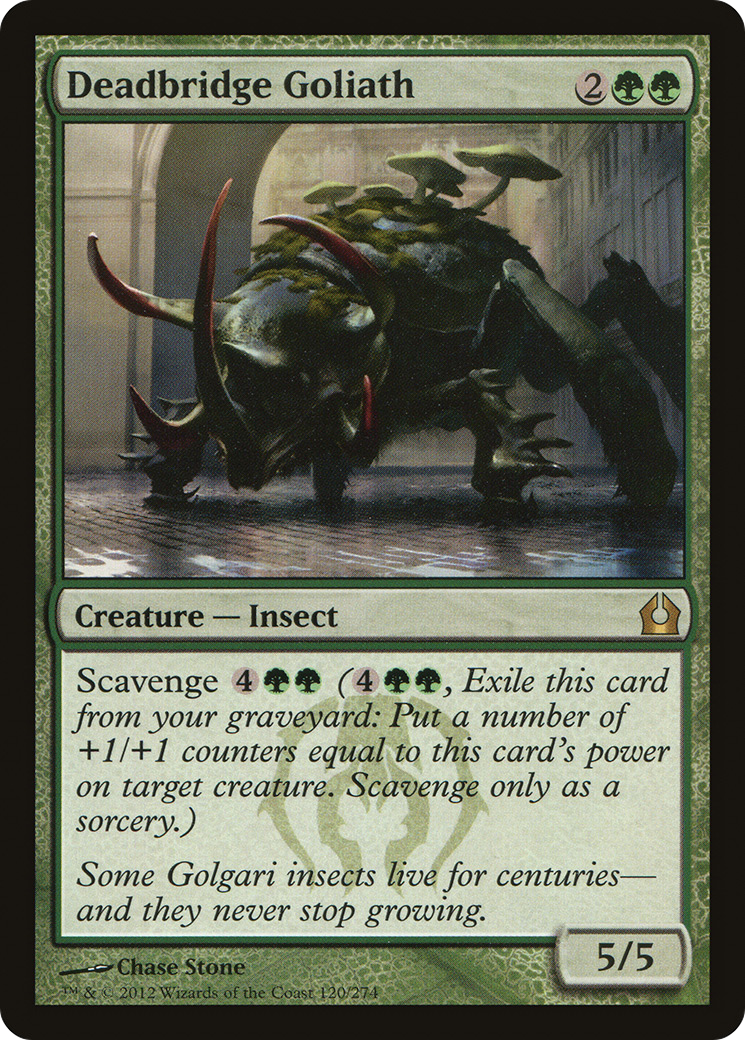 Deadbridge Goliath 2
Creature — Insect
Scavenge 4 (4, Exile this card
from your graveyard: Put a number of
+1/+1 counters equal to this card's power
on target creature. Scavenge only as a
sorcery.)
Some Golgari insects live for centuries—
and they never stop growing.
5/5
Chase Stone
™ & © 2012 Wizards of the Coast 120/274